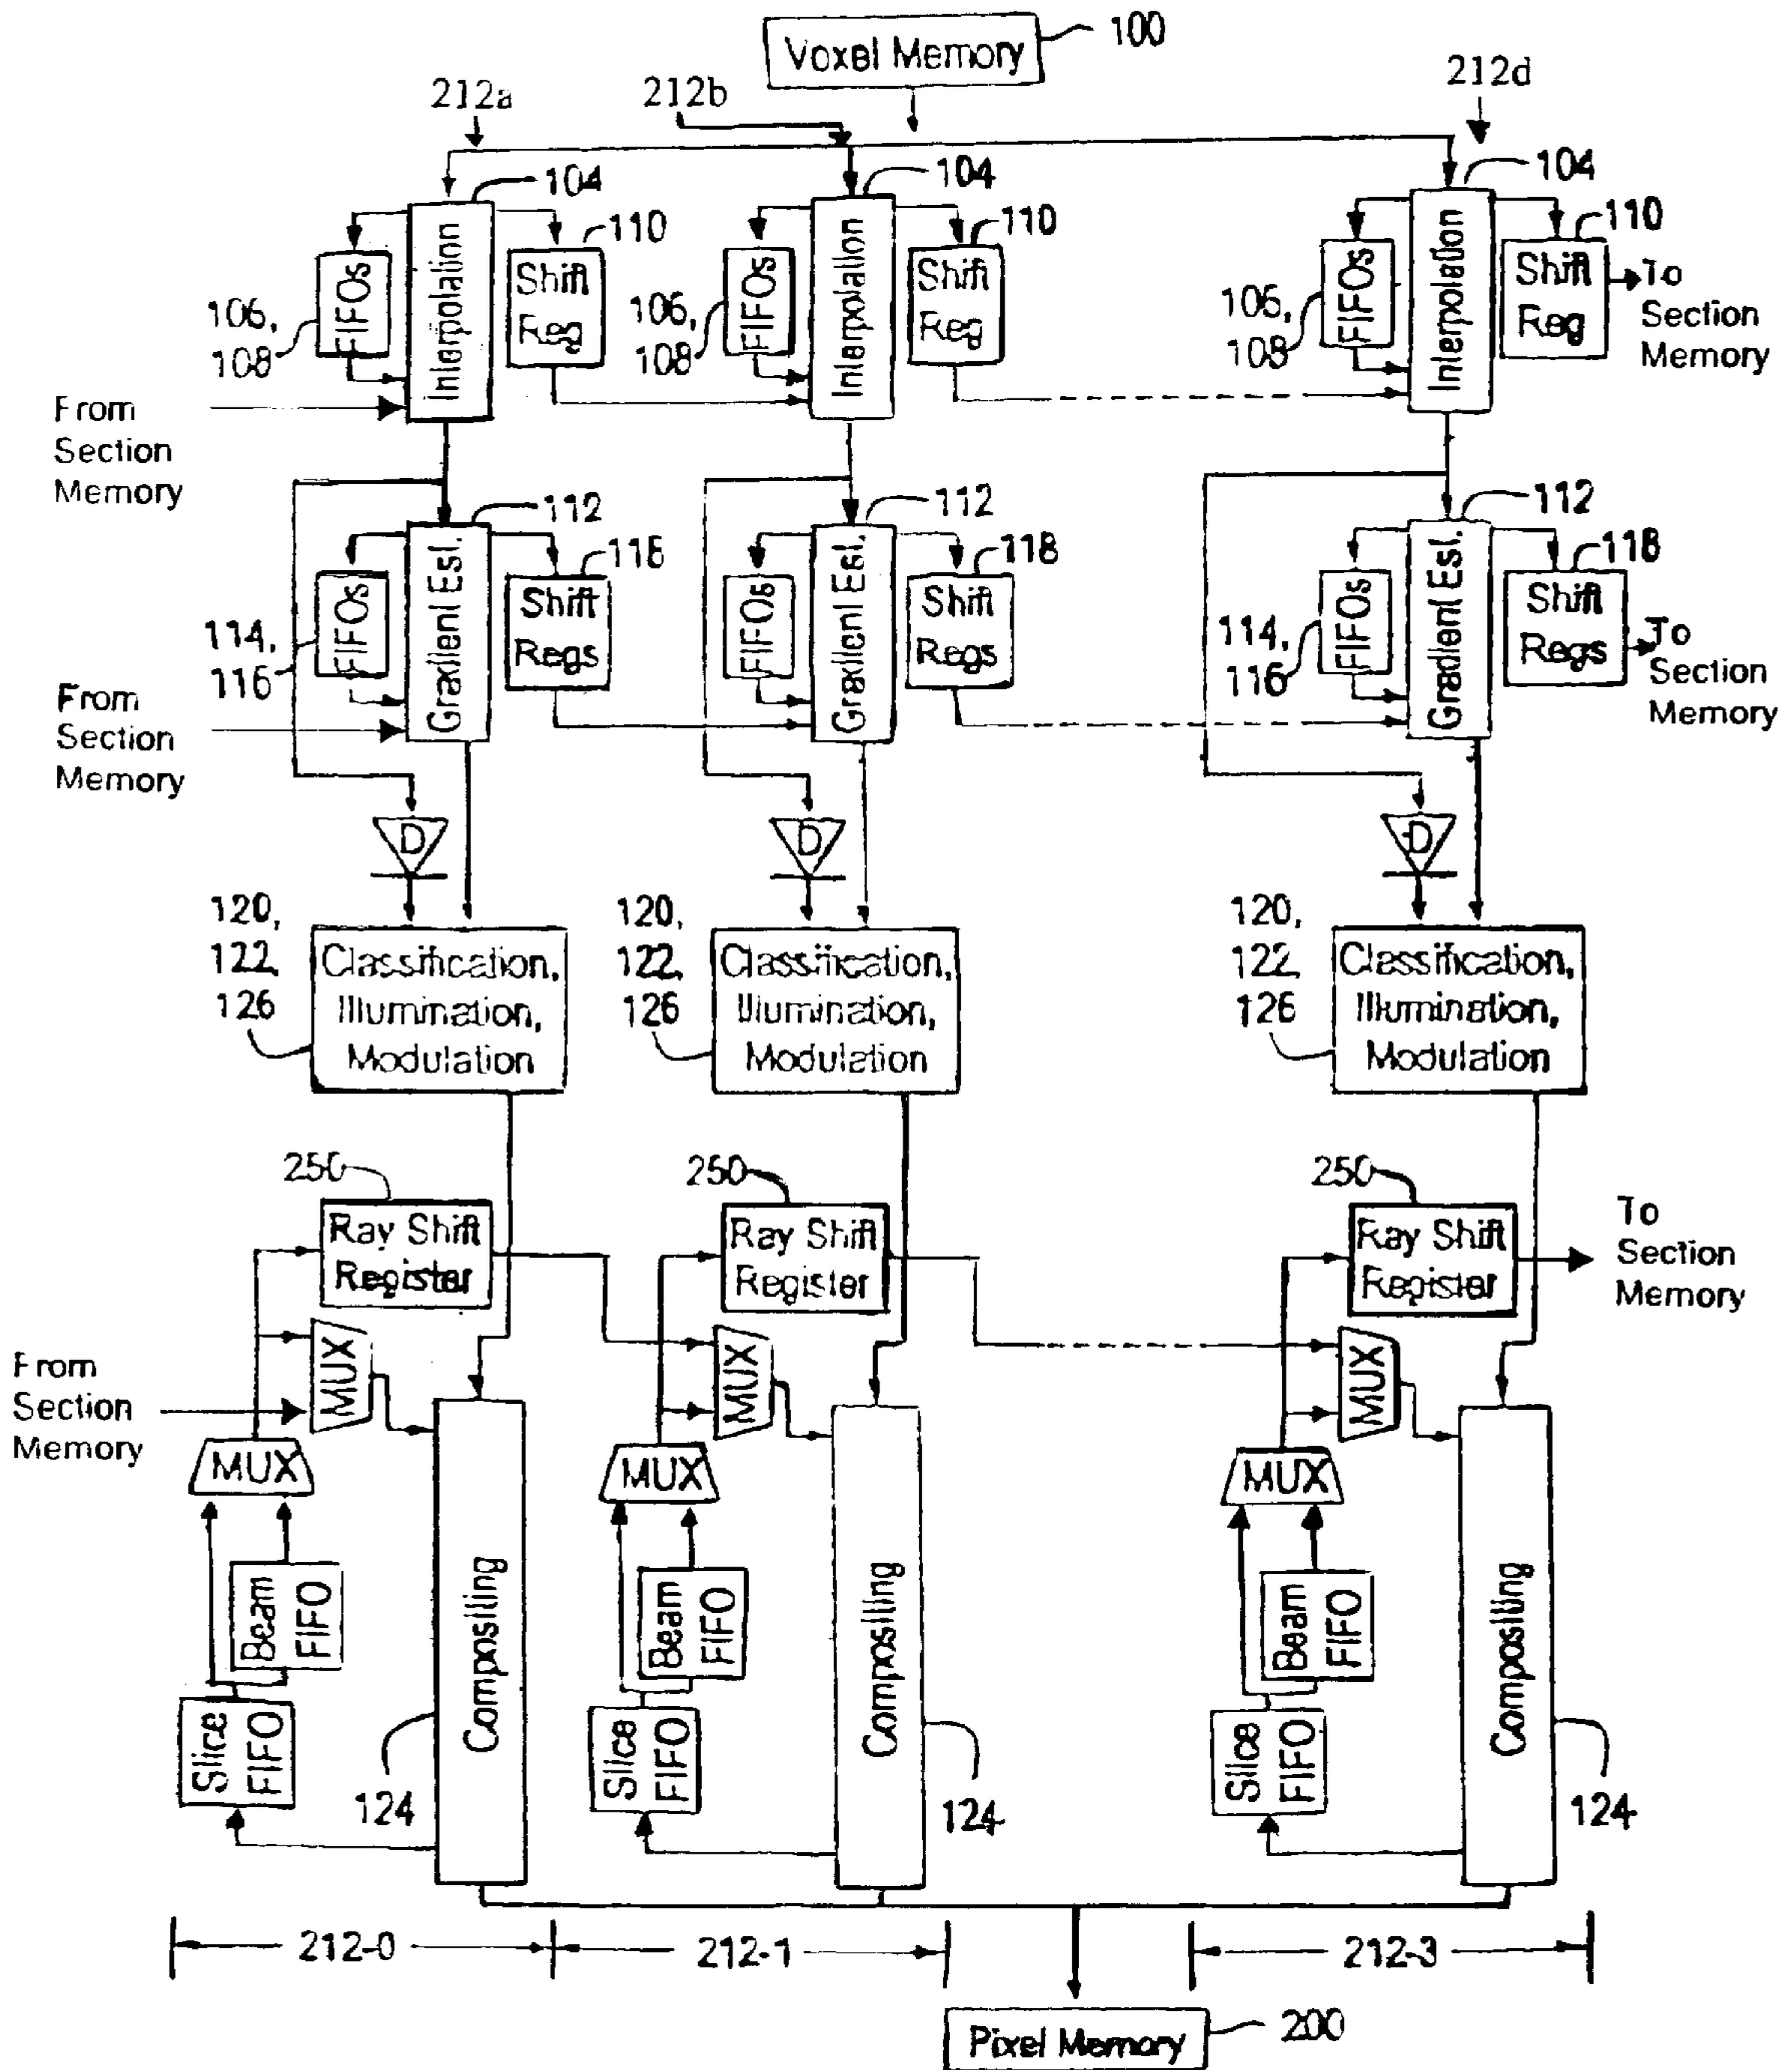 Voxel Memory
100
212a
212b
212d
104
104
104
110
110
110
FIFOs
Interpolation
Shift
Reg
FIFOs
Interpolation
Shift
Reg
FIFOs
Interpolation
Shift
Reg
To
Section
Memory
106,
108
106,
108
106,
108
From
Section
Memory
112
112
112
118
118
118
FIFOs
Gradient Est.
Shift
Regs
FIFOs
Gradient Est.
Shift
Regs
FIFOs
Gradient Est.
Shift
Regs
To
Section
Memory
114,
116
114,
116
From
Section
Memory
D
D
D
120,
122,
126
Classification,
Illumination,
Modulation
120,
122,
126
Classification,
Illumination,
Modulation
120,
122,
126
Classification,
Illumination,
Modulation
250
Ray Shift
Register
250
Ray Shift
Register
250
Ray Shift
Register
To
Section
Memory
From
Section
Memory
MUX
MUX
MUX
MUX
MUX
MUX
Beam
FIFO
Slice
FIFO
Compositing
124
Beam
FIFO
Slice
FIFO
Compositing
124
Beam
FIFO
Slice
FIFO
Compositing
124
212-0
212-1
212-3
Pixel Memory
200